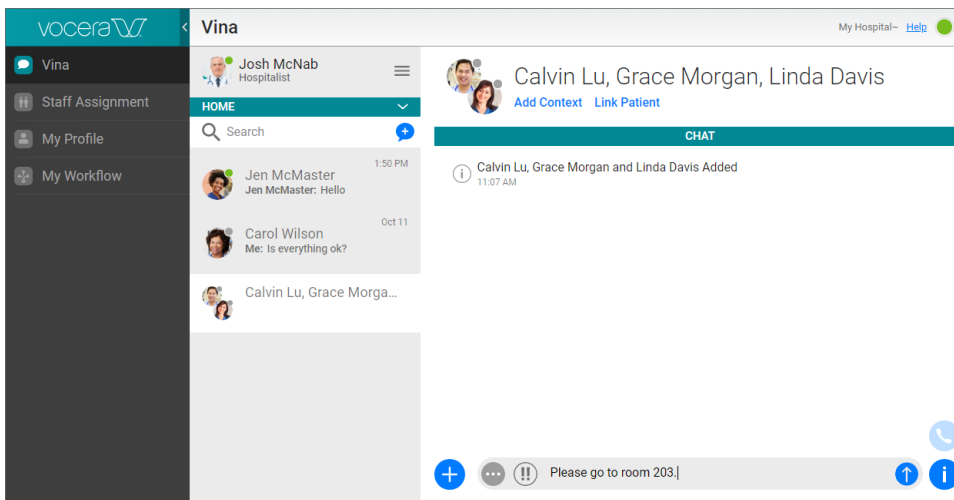 vocera
Vina
My Hospital– Help
Vina
Staff Assignment
My Profile
My Workflow
Josh McNab
Hospitalist
HOME
Search
1:50 PM
Jen McMaster
Jen McMaster: Hello
Oct 11
Carol Wilson
Me: Is everything ok?
Calvin Lu, Grace Morga...
Calvin Lu, Grace Morgan, Linda Davis
Add Context Link Patient
CHAT
Calvin Lu, Grace Morgan and Linda Davis Added
11:07 AM
Please go to room 203.